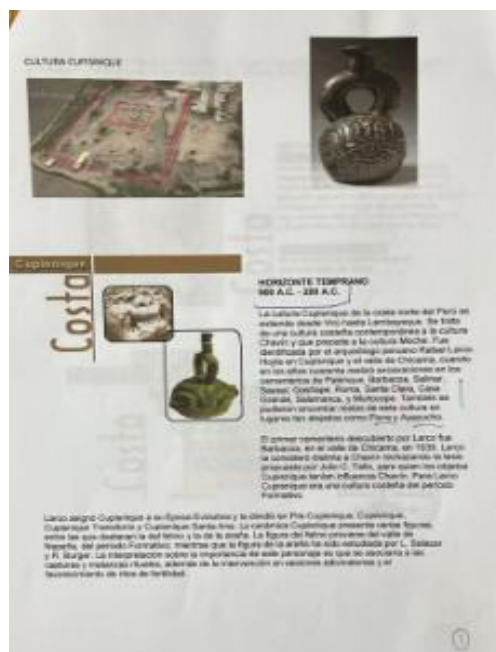 CULTURA CUPISNIQUE
Cupisnique
Costa
HORIZONTE TEMPRANO
900 A.C. - 200 A.C.
La cultura Cupisnique de la costa norte del Perú se
extendió desde Virú hasta Lambayeque. Se trata
de una cultura costeña contemporánea a la cultura
Chavín y que precede a la cultura Moche. Fue
identificada por el arqueólogo peruano Rafael Larco
Hoyle en Cupisnique y el valle de Chicama, cuando
en los años cuarenta realizó excavaciones en los
cementerios de Palenque, Barbacoa, Salinar,
Sausal, Gasñape, Roma, Santa Clara, Casa
Grande, Salamanca, y Mocollope. También se
pudieron encontrar restos de esta cultura en
lugares tan alejados como Piura y Ayacucho.
El primer cementerio descubierto por Larco fue
Barbacoa, en el valle de Chicama, en 1939. Larco
la consideró distinta a Chavín rechazando la tesis
propuesta por Julio C. Tello, para quien los objetos
Cupisnique tenían influencia Chavín. Para Larco
Cupisnique era una cultura costeña del período
Formativo.
Larco asignó Cupisnique a su Época Evolutiva y la dividió en Pre-Cupisnique, Cupisnique,
Cupisnique Transitorio y Cupisnique Santa Ana. La cerámica Cupisnique presenta varias figuras,
entre las que destacan la del felino y la de la araña. La figura del felino proviene del valle de
Nepeña, del período Formativo, mientras que la figura de la araña ha sido estudiada por L. Salazar
y R. Burger. La interpretación sobre la importancia de este personaje es que se asociaría a las
capturas y matanzas rituales, además de la intervención en sesiones adivinatorias y el
favorecimiento de ritos de fertilidad.
1